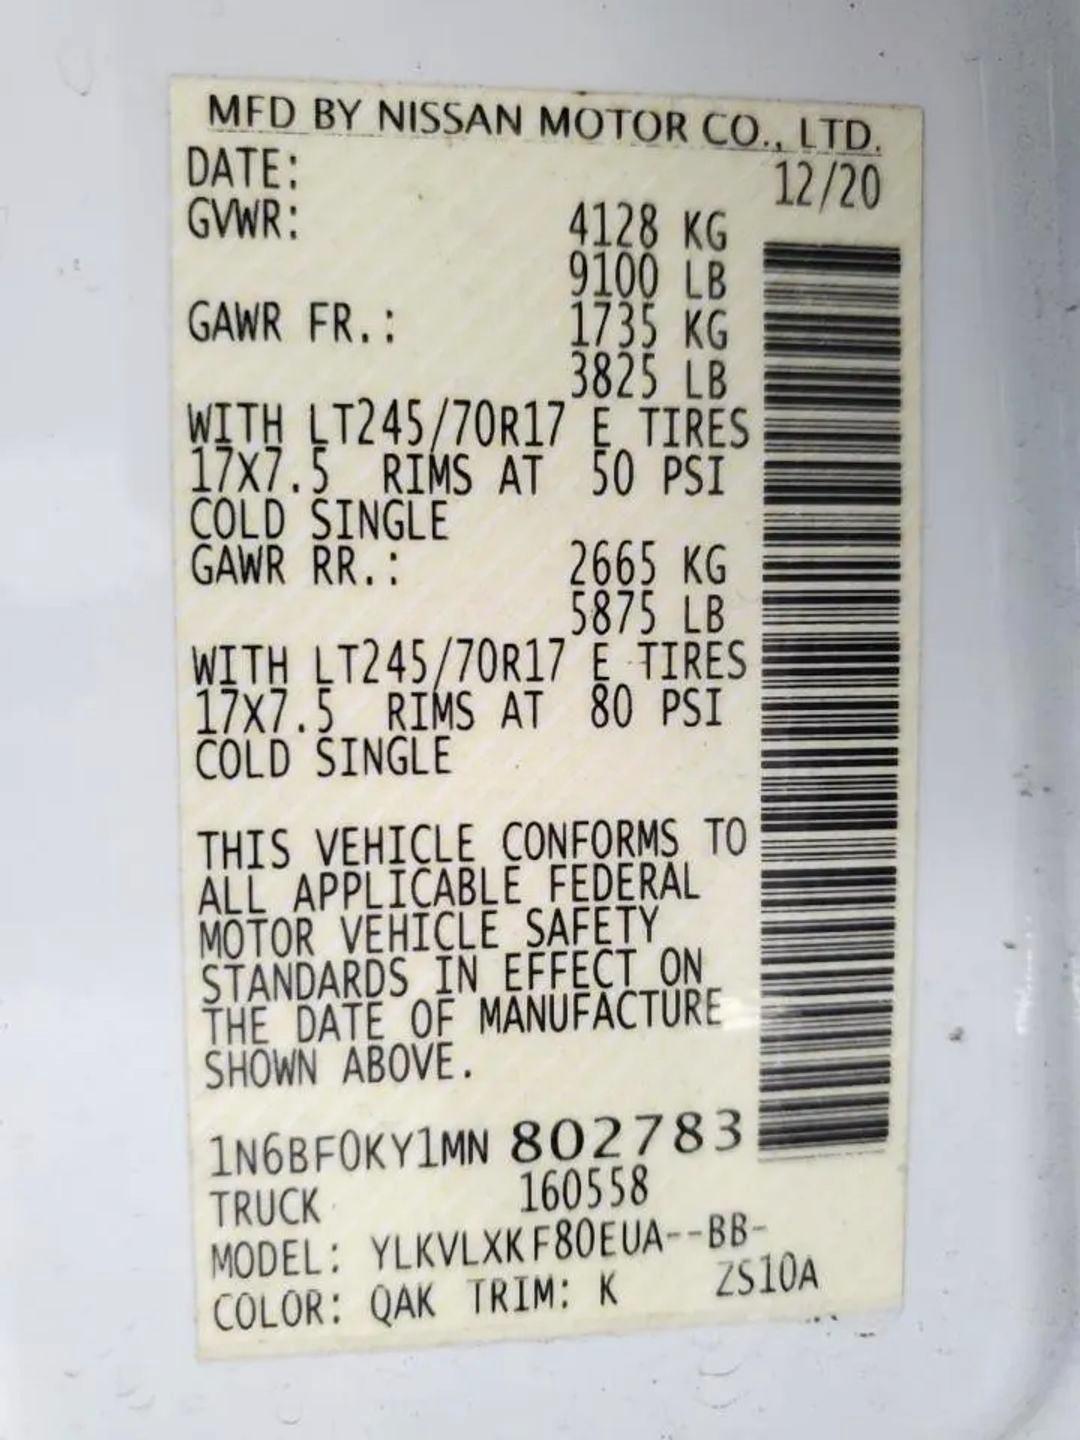 MFD BY NISSAN MOTOR CO., LTD.
DATE: 12/20
GVWR: 4128 KG
9100 LB
GAWR FR.: 1735 KG
3825 LB
WITH LT245/70R17 E TIRES
17X7.5 RIMS AT 50 PSI
COLD SINGLE
GAWR RR.: 2665 KG
5875 LB
WITH LT245/70R17 E TIRES
17X7.5 RIMS AT 80 PSI
COLD SINGLE
THIS VEHICLE CONFORMS TO
ALL APPLICABLE FEDERAL
MOTOR VEHICLE SAFETY
STANDARDS IN EFFECT ON
THE DATE OF MANUFACTURE
SHOWN ABOVE.
1N6BF0KY1MN 802783
TRUCK 160558
MODEL: YLKVLXKF80EUA--BB-
COLOR: QAK TRIM: K ZS10A